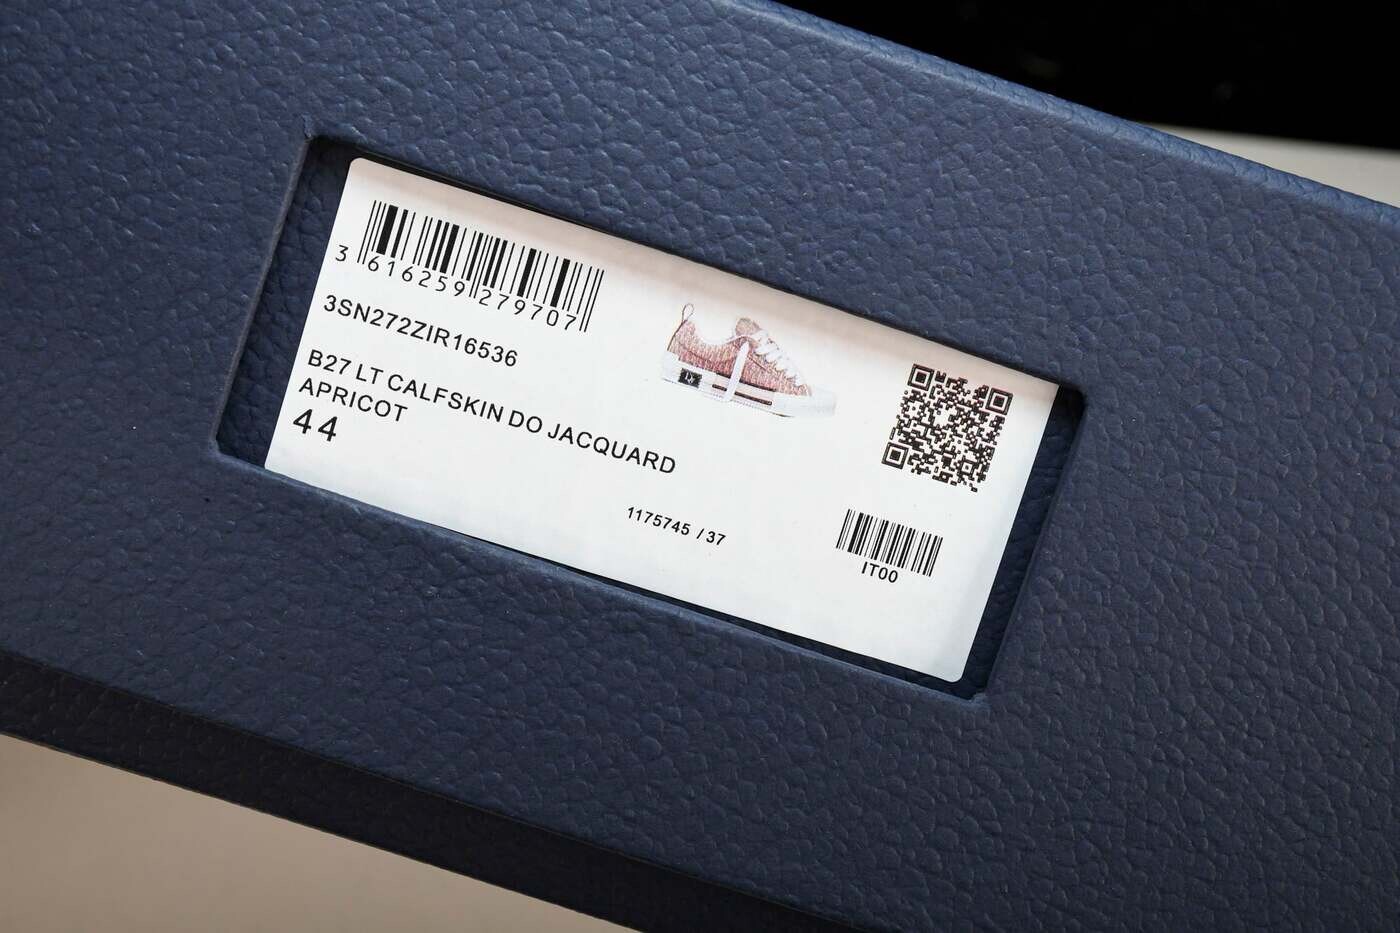 3 616259 279707
3SN272ZIR16536
B27 LT CALFSKIN DO JACQUARD
APRICOT
44
1175745 / 37
IT00